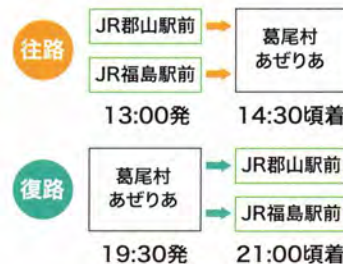 往路
JR郡山駅前
JR福島駅前
葛尾村
あぜりあ
13:00発
14:30頃着
復路
葛尾村
あぜりあ
JR郡山駅前
JR福島駅前
19:30発
21:00頃着